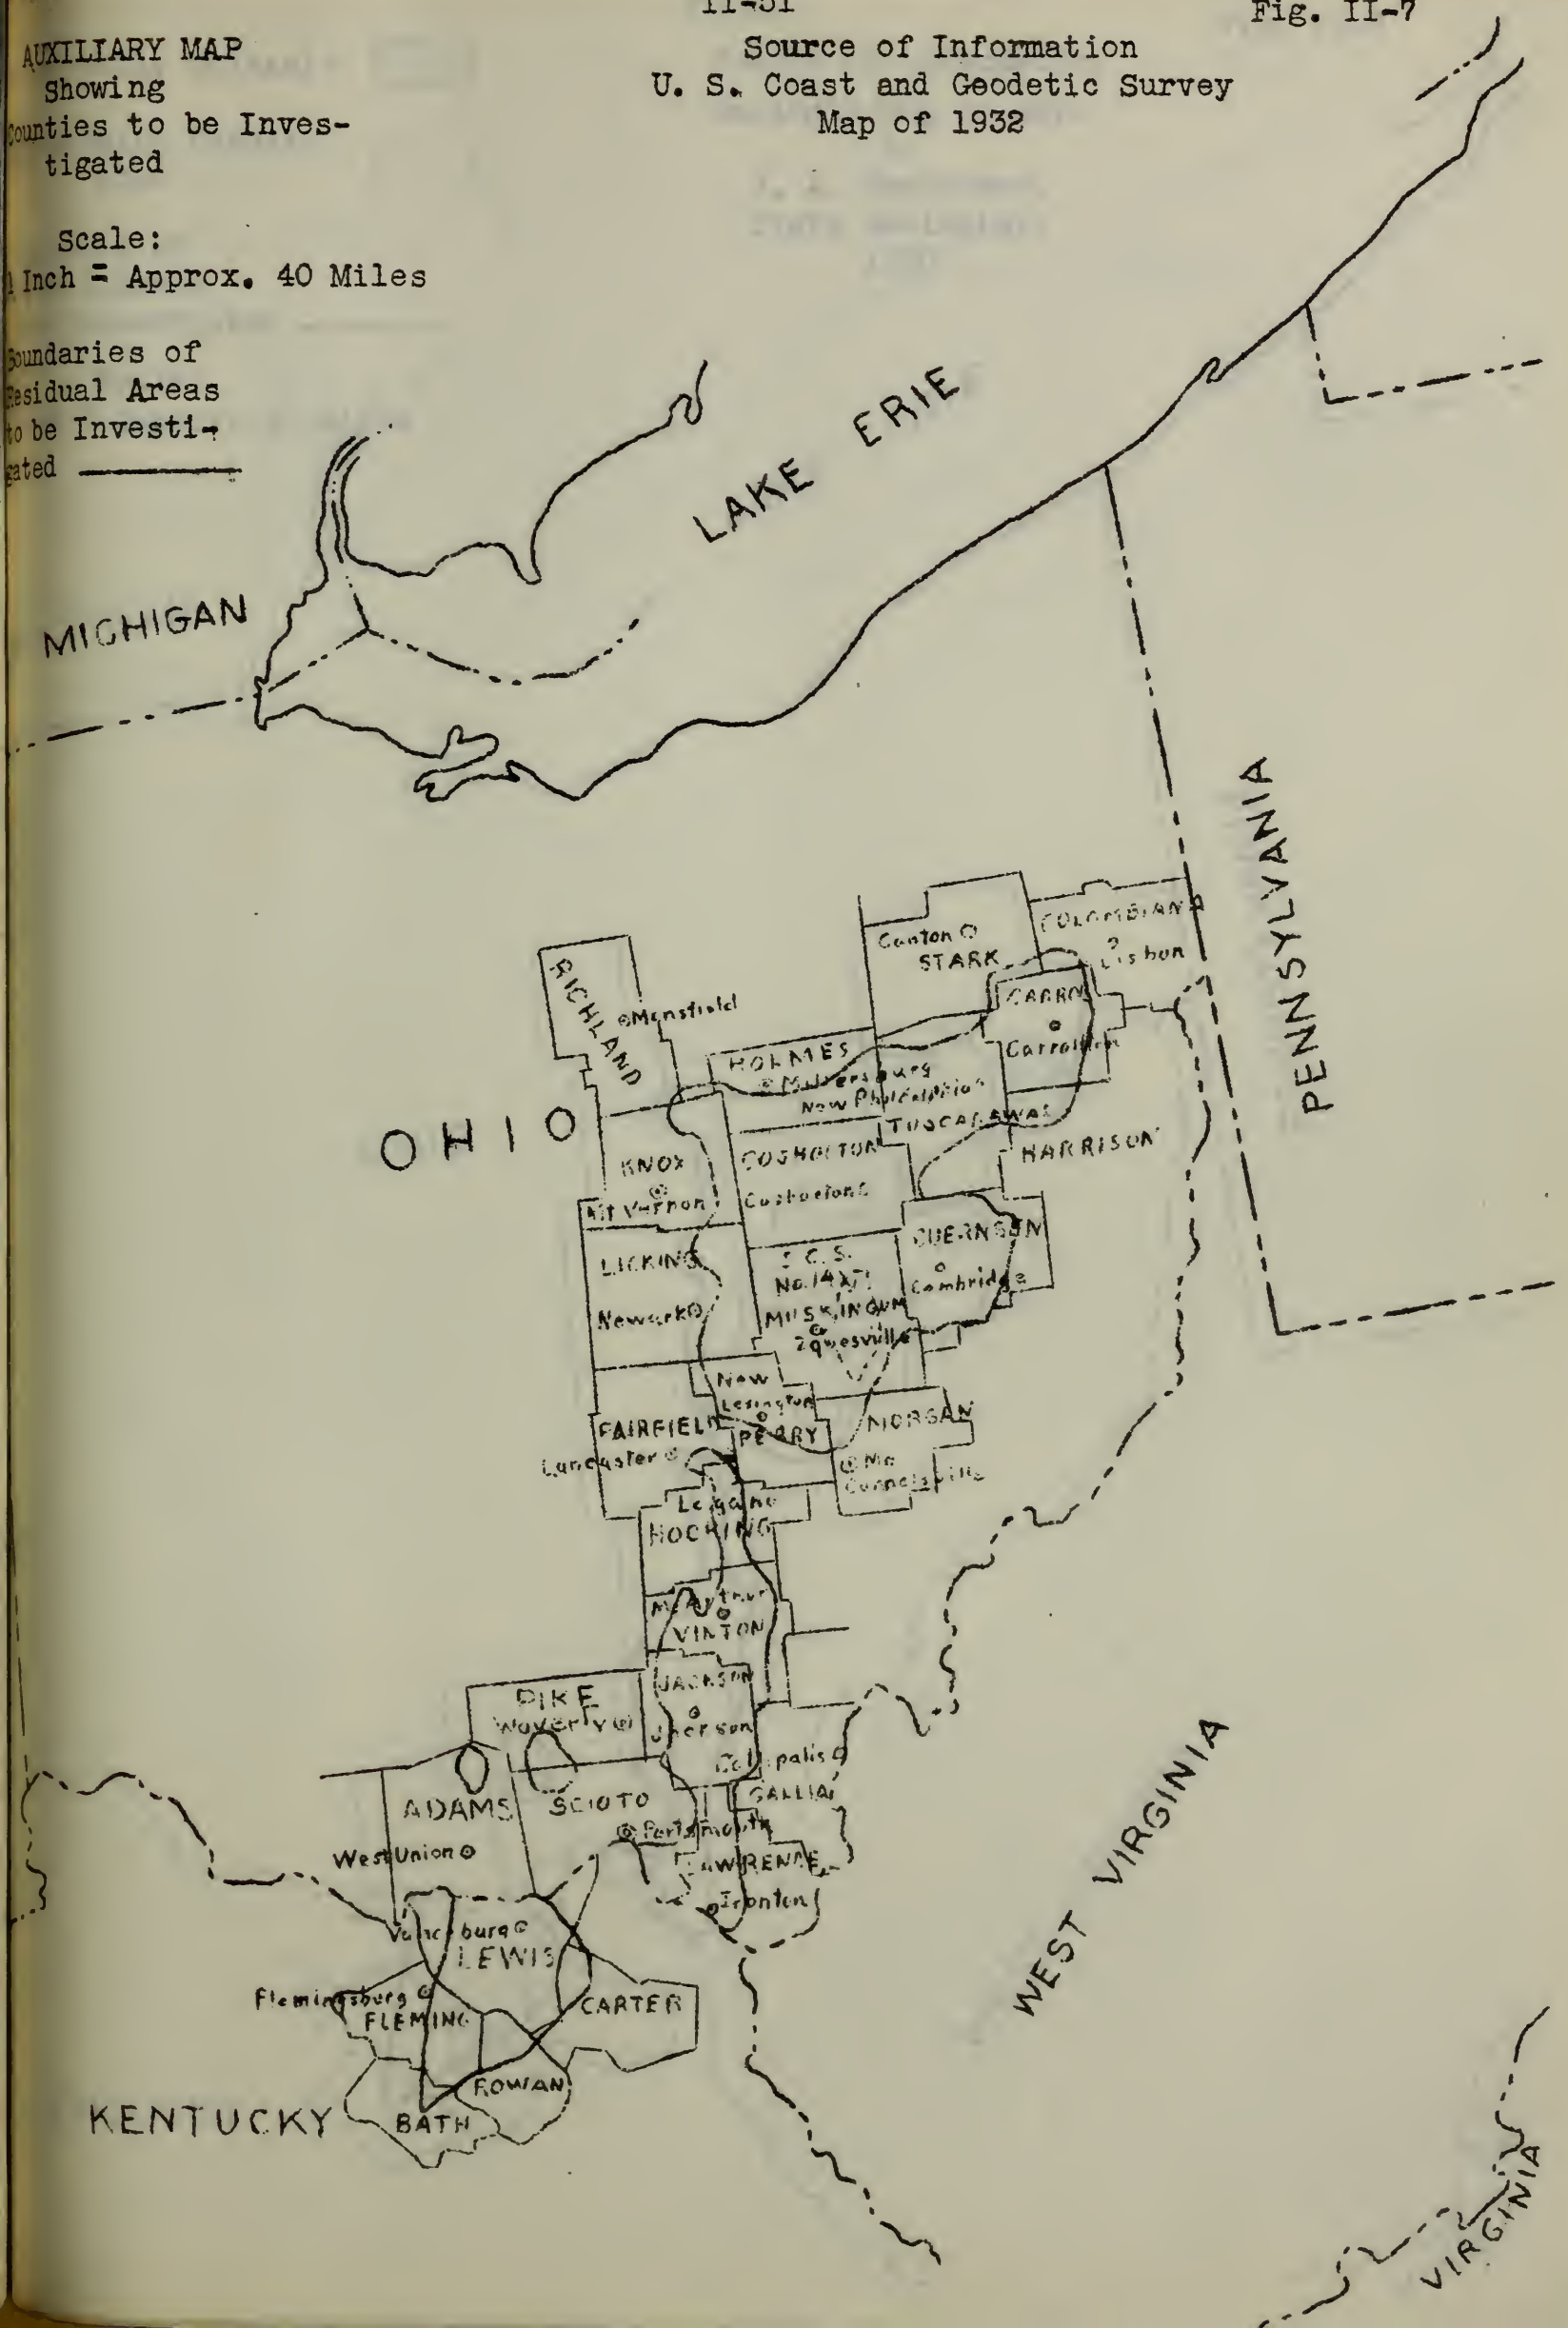 Fig. II-7
AUXILIARY MAP
Showing
Counties to be Inves-
tigated
Source of Information
U. S. Coast and Geodetic Survey
Map of 1932
Scale:
1 Inch = Approx. 40 Miles
Boundaries of
Residual Areas
to be Investi-
gated
LAKE ERIE
MICHIGAN
PENNSYLVANIA
OHIO
Canton
STARK
COLUMBIANA
Lisbon
RICHLAND
Mansfield
CARROL
Carrollton
HOLMES
Millersburg
New Philadelphia
TUSCARAWAS
HARRISON
KNOX
Mt Vernon
COSHOCTON
Coshocton
LICKING
Newark
S.C.S.
MUSKINGUM
Zanesville
GUERNSEN
Cambridge
New
Lexington
PERRY
FAIRFIELD
Lancaster
MORGAN
Mc
Connelsville
Logan
HOCKING
McArthur
VINTON
JACKSON
Jackson
PIKE
Waverly
Gallipolis
GALLIA
ADAMS
SCIOTO
Portsmouth
West Union
LAWRENCE
Ironton
Vanceburg
LEWIS
Flemingsburg
FLEMING
CARTER
ROWAN
BATH
KENTUCKY
WEST VIRGINIA
VIRGINIA